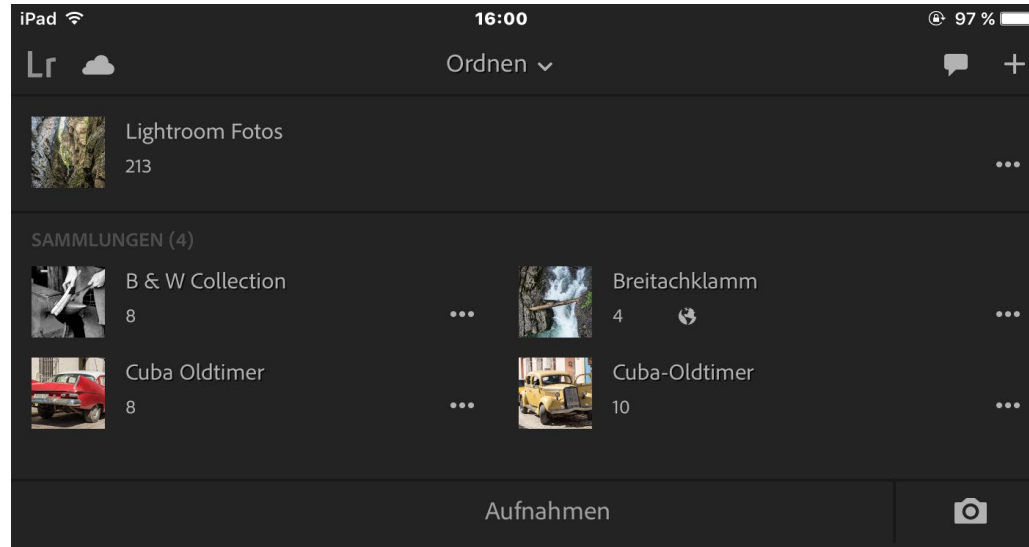 iPad
16:00
97 %
Lr
Ordnen
Lightroom Fotos
213
SAMMLUNGEN (4)
B & W Collection
8
Breitachklamm
4
Cuba Oldtimer
8
Cuba-Oldtimer
10
Aufnahmen